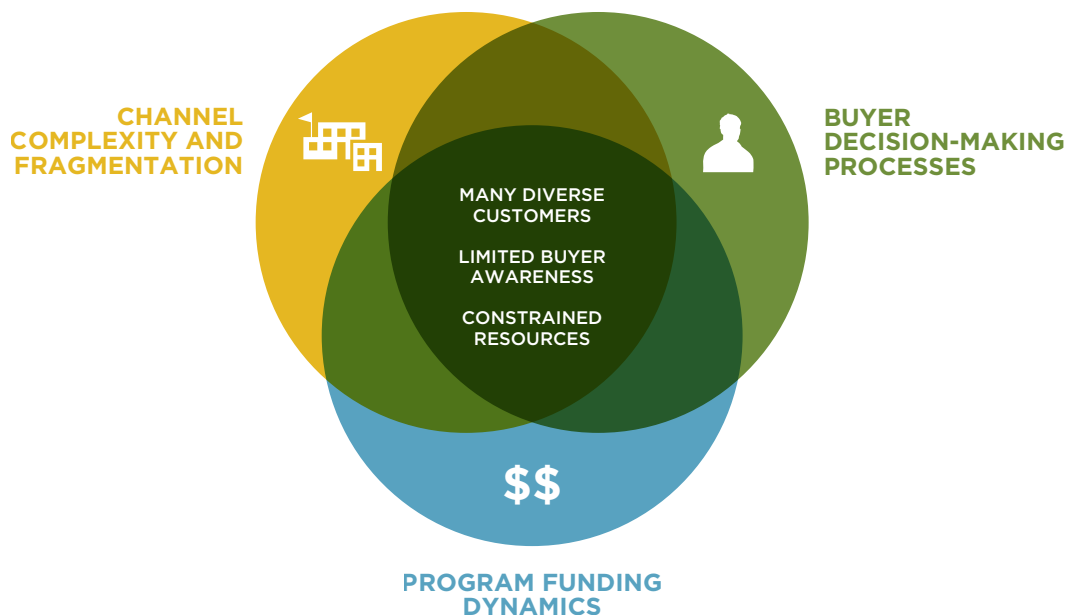 CHANNEL
COMPLEXITY AND
FRAGMENTATION
BUYER
DECISION-MAKING
PROCESSES
MANY DIVERSE
CUSTOMERS
LIMITED BUYER
AWARENESS
CONSTRAINED
RESOURCES
$$
PROGRAM FUNDING
DYNAMICS